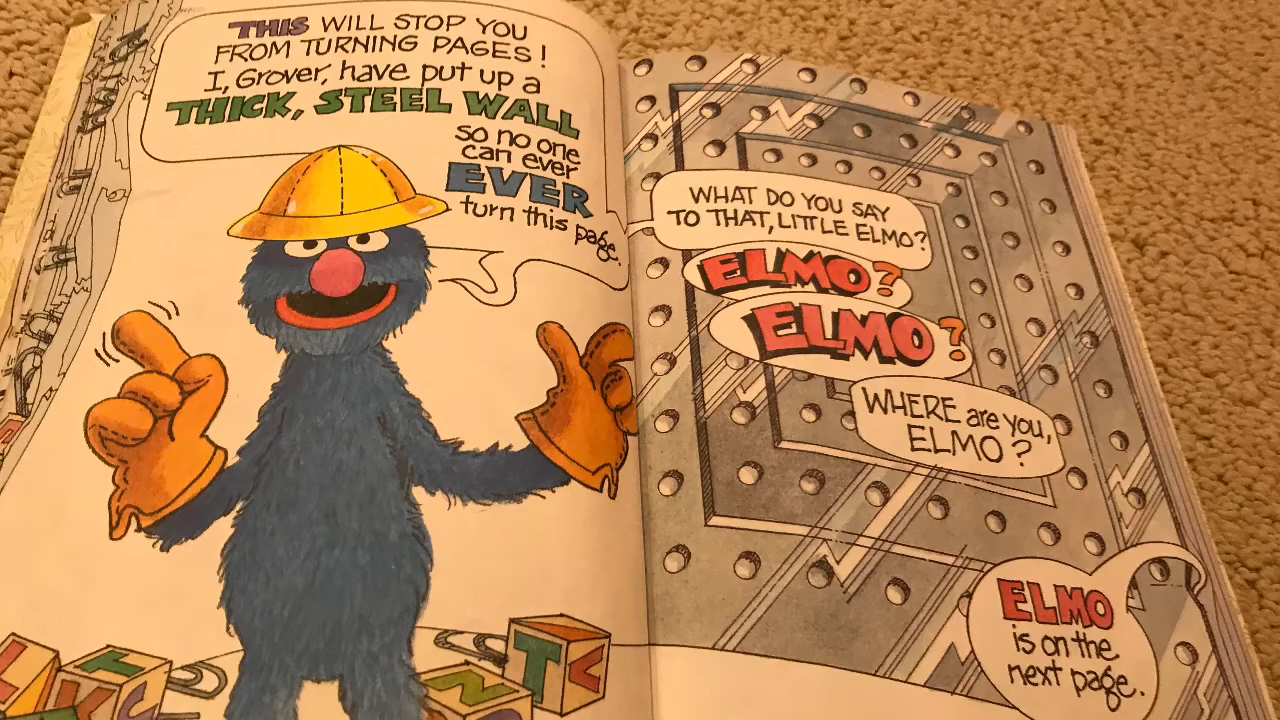 THIS WILL STOP YOU
FROM TURNING PAGES!
I, Grover, have put up a
THICK, STEEL WALL
so no one
can ever
EVER
turn this page.
WHAT DO YOU SAY
TO THAT, LITTLE ELMO?
ELMO?
ELMO?
WHERE are you,
ELMO?
ELMO
is on the
next page.